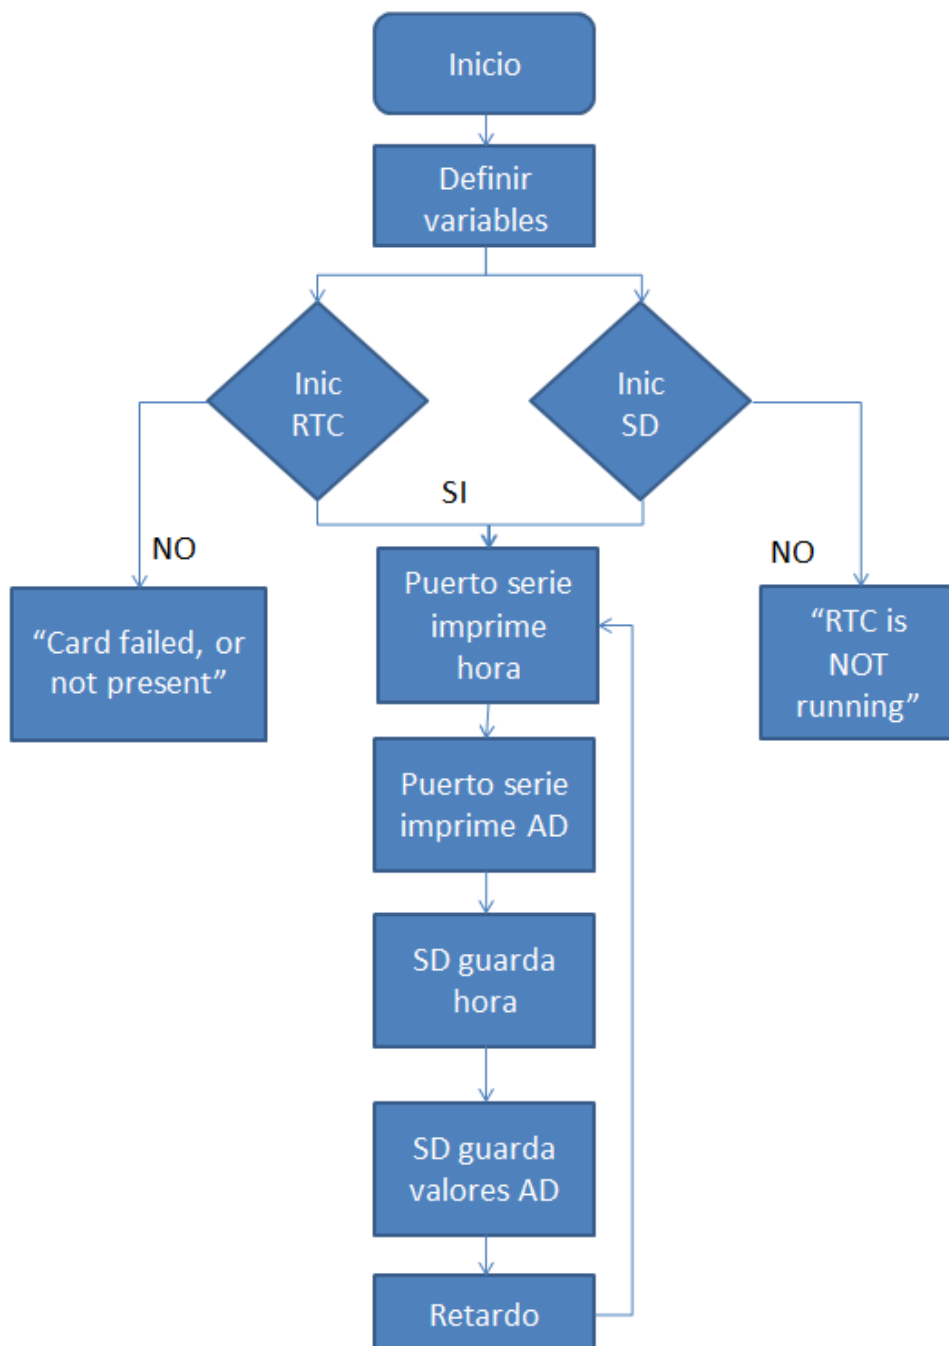 Inicio
Definir
variables
Inic
RTC
Inic
SD
SI
NO
NO
“Card failed, or
not present”
Puerto serie
imprime
hora
“RTC is
NOT
running”
Puerto serie
imprime AD
SD guarda
hora
SD guarda
valores AD
Retardo